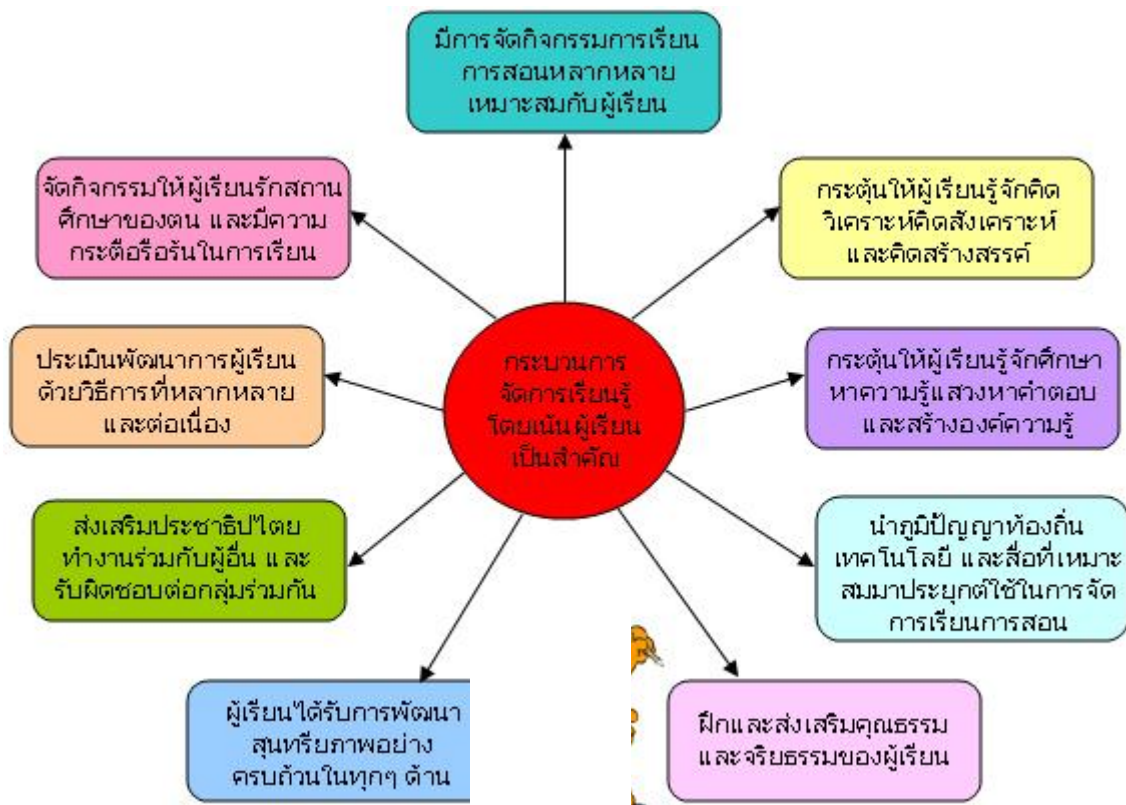 มีการจัดกิจกรรมการเรียน
การสอนหลากหลาย
เหมาะสมกับผู้เรียน
จัดกิจกรรมให้ผู้เรียนรักสถาน
ศึกษาของตน และมีความ
กระตือรือร้นในการเรียน
กระตุ้นให้ผู้เรียนรู้จักคิด
วิเคราะห์คิดสังเคราะห์
และคิดสร้างสรรค์
ประเมินพัฒนาการผู้เรียน
ด้วยวิธีการที่หลากหลาย
และต่อเนื่อง
กระบวนการ
จัดการเรียนรู้
โดยเน้นผู้เรียน
เป็นสำคัญ
กระตุ้นให้ผู้เรียนรู้จักศึกษา
หาความรู้แสวงหาคำตอบ
และสร้างองค์ความรู้
ส่งเสริมประชาธิปไตย
ทำงานร่วมกับผู้อื่น และ
รับผิดชอบต่อกลุ่มร่วมกัน
นำภูมิปัญญาท้องถิ่น
เทคโนโลยี และสื่อที่เหมาะ
สมมาประยุกต์ใช้ในการจัด
การเรียนการสอน
ผู้เรียนได้รับการพัฒนา
สุนทรียภาพอย่าง
ครบถ้วนในทุกๆ ด้าน
ฝึกและส่งเสริมคุณธรรม
และจริยธรรมของผู้เรียน